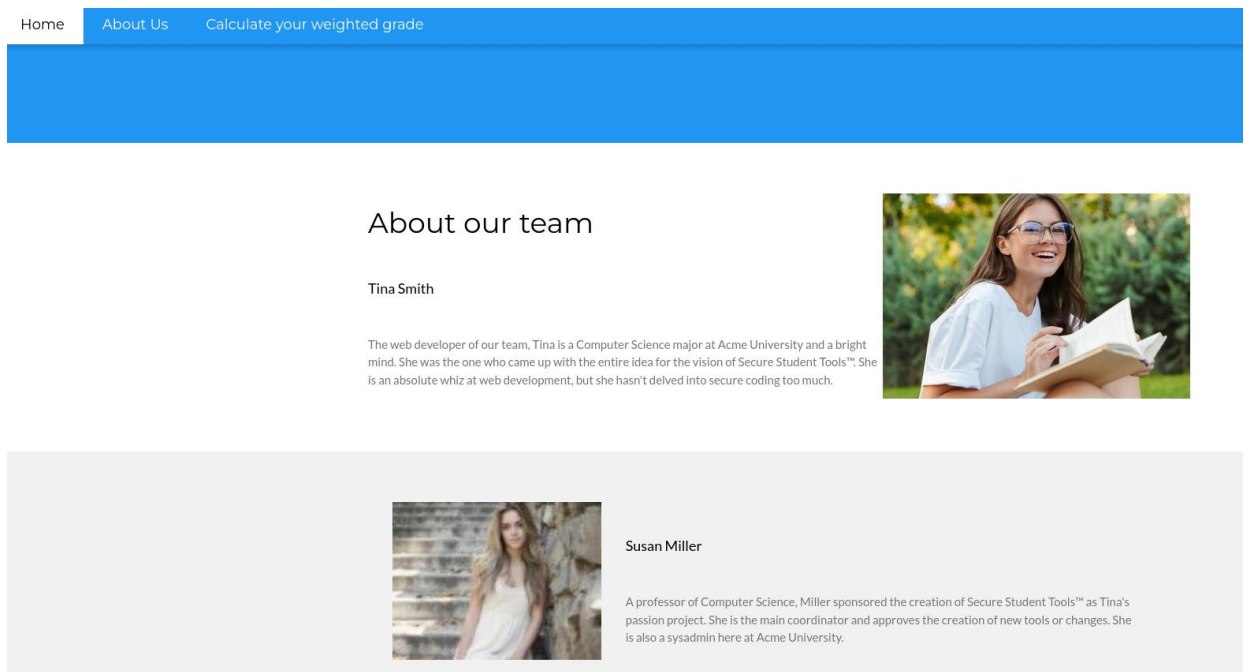 Home About Us Calculate your weighted grade
About our team
Tina Smith
The web developer of our team, Tina is a Computer Science major at Acme University and a bright
mind. She was the one who came up with the entire idea for the vision of Secure Student Tools™. She
is an absolute whiz at web development, but she hasn't delved into secure coding too much.
Susan Miller
A professor of Computer Science, Miller sponsored the creation of Secure Student Tools™ as Tina's
passion project. She is the main coordinator and approves the creation of new tools or changes. She
is also a sysadmin here at Acme University.